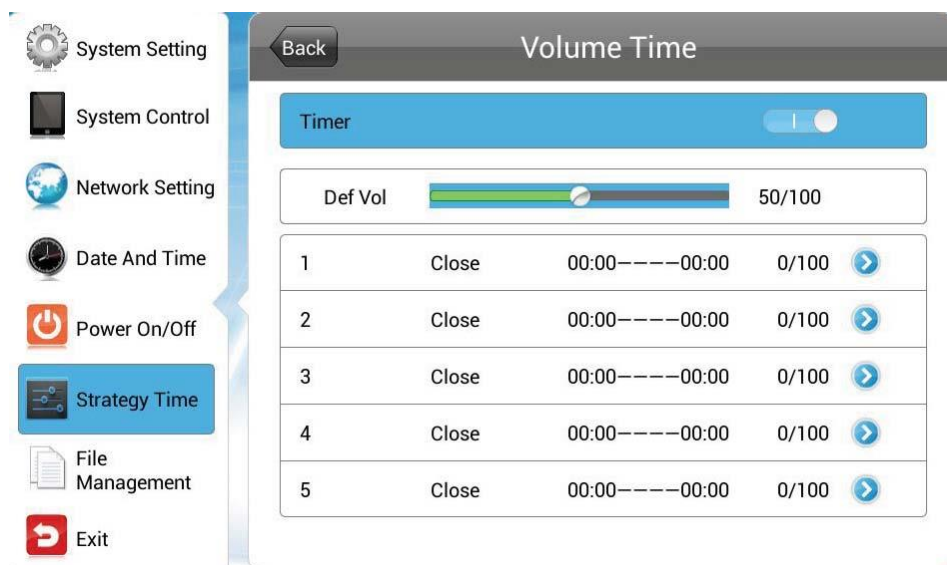 System Setting
System Control
Network Setting
Date And Time
Power On/Off
Strategy Time
File
Management
Exit
Back
Volume Time
Timer
Def Vol 50/100
1 Close 00:00----00:00 0/100
2 Close 00:00----00:00 0/100
3 Close 00:00----00:00 0/100
4 Close 00:00----00:00 0/100
5 Close 00:00----00:00 0/100